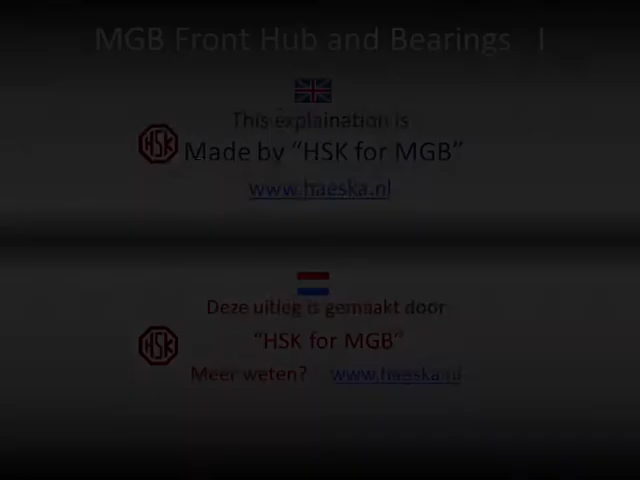 MGB Front Hub and Bearings I
This explaination is
HSK
Made by “HSK for MGB”
www.haeska.nl
Deze uitleg is gemaakt door
HSK
“HSK for MGB”
Meer weten? www.haeska.nl